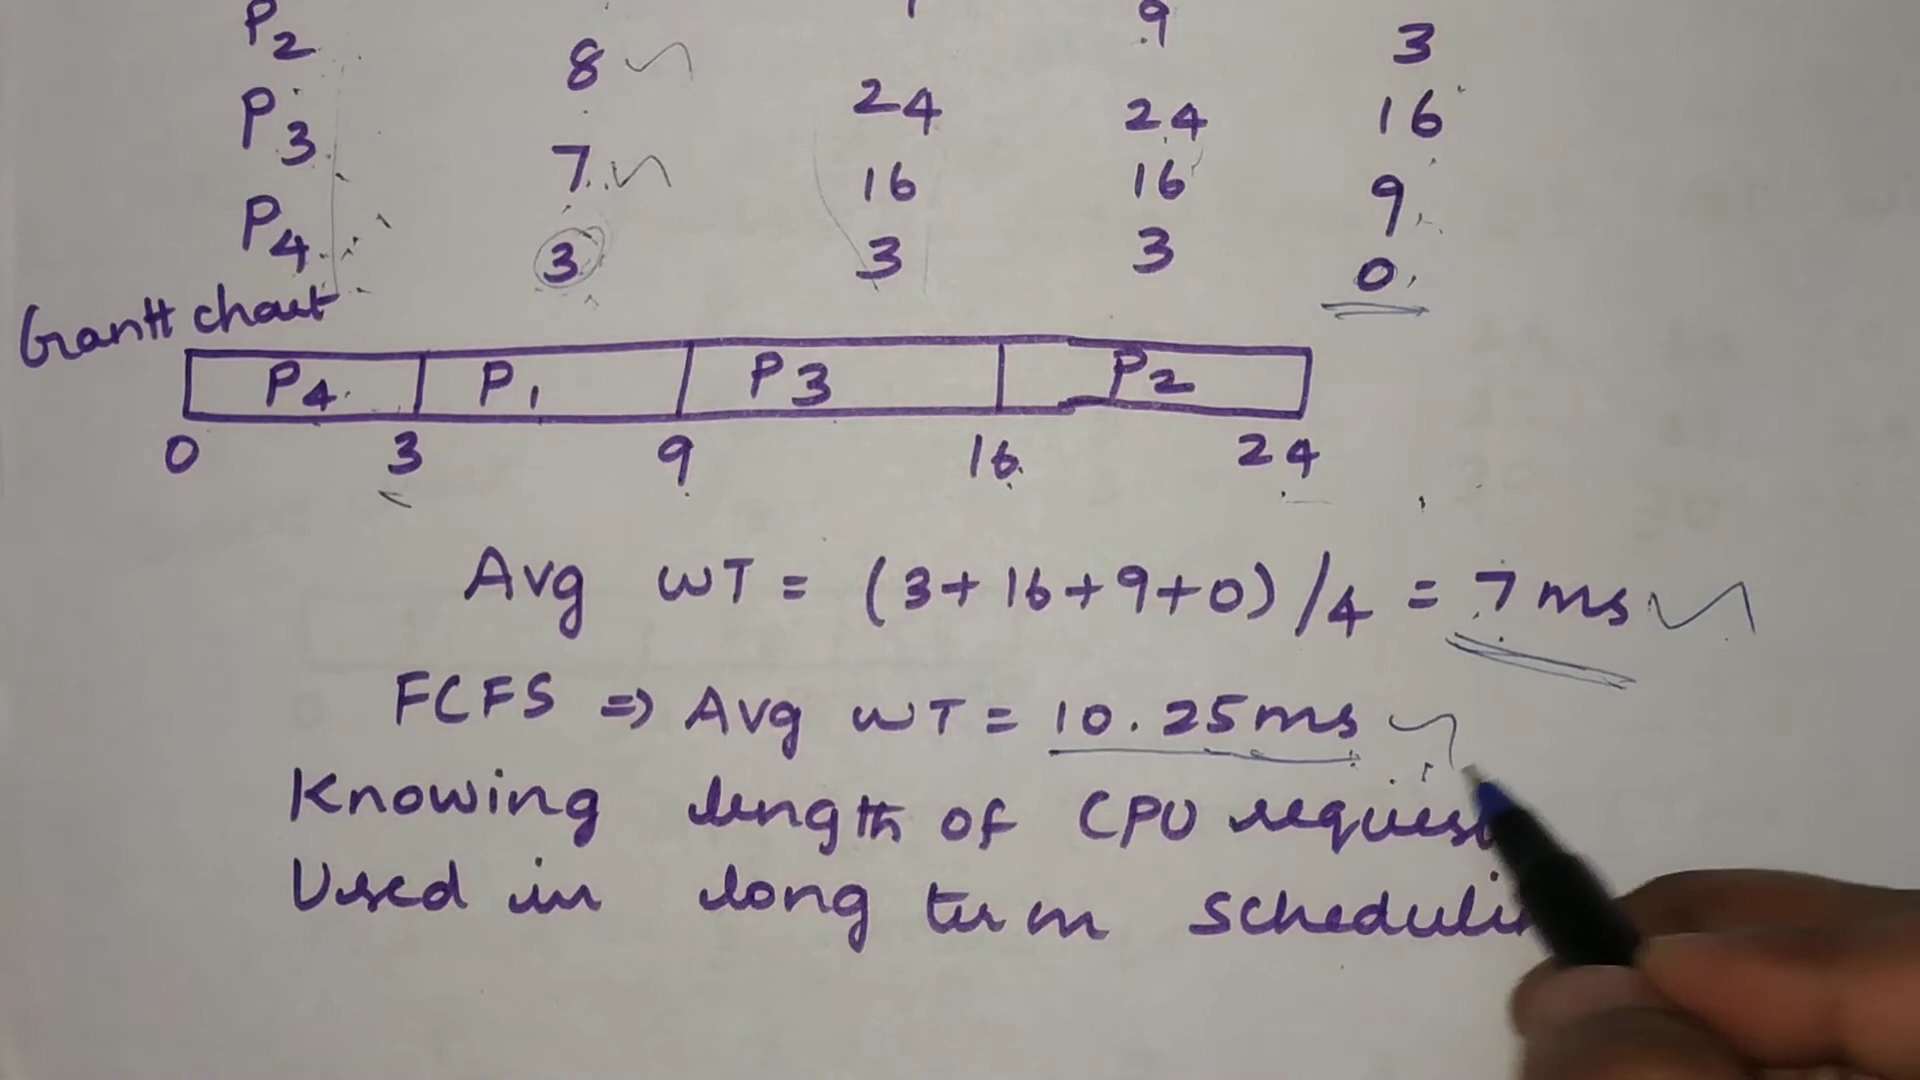 9 3
P2 8 24 24 16
P3 7 16 16 9
P4 3 3 3 0
Gantt chart
P4 P1 P3 P2
0 3 9 16 24
Avg WT = (3+16+9+0)/4 = 7ms
FCFS => Avg WT = 10.25ms
Knowing length of CPU request
Used in long term